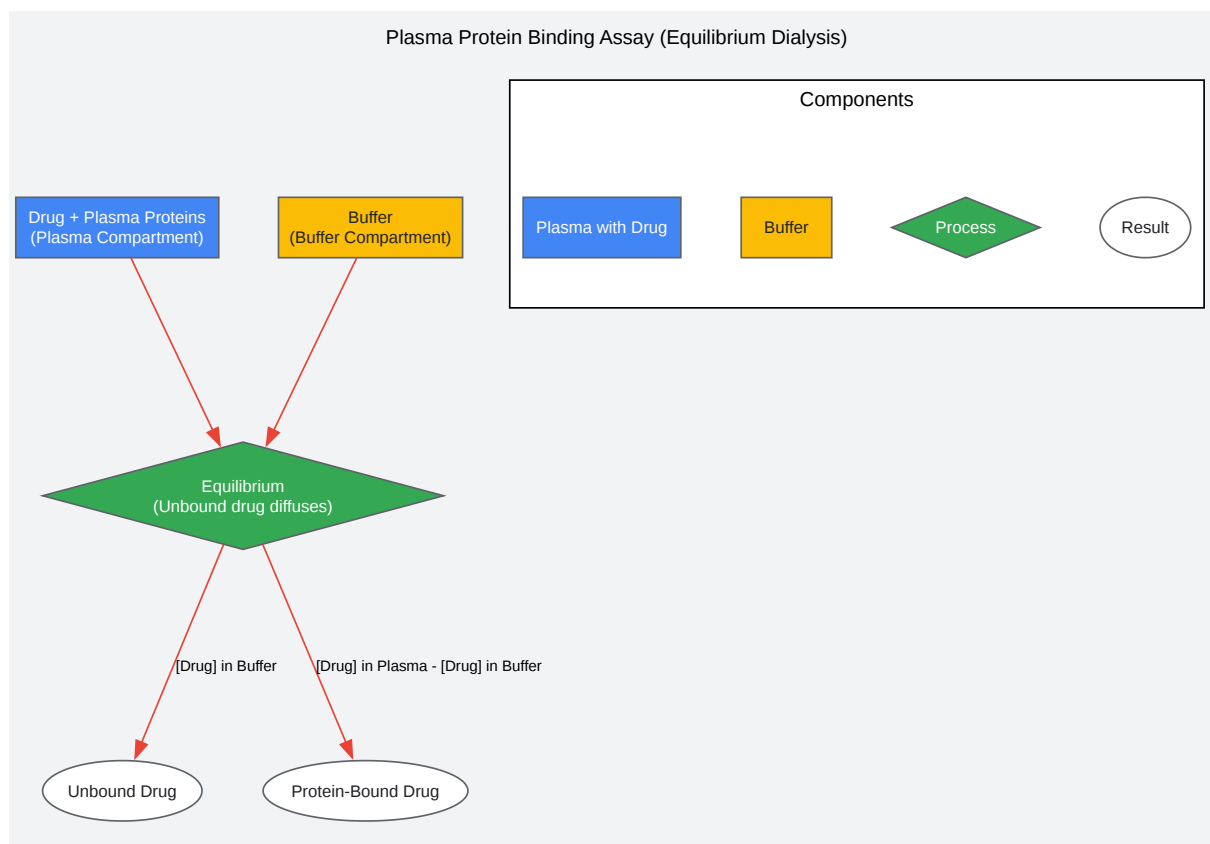 Plasma Protein Binding Assay (Equilibrium Dialysis)
Components
Drug + Plasma Proteins
(Plasma Compartment)
Buffer
(Buffer Compartment)
Plasma with Drug
Buffer
Process
Result
Equilibrium
(Unbound drug diffuses)
[Drug] in Buffer
[Drug] in Plasma - [Drug] in Buffer
Unbound Drug
Protein-Bound Drug